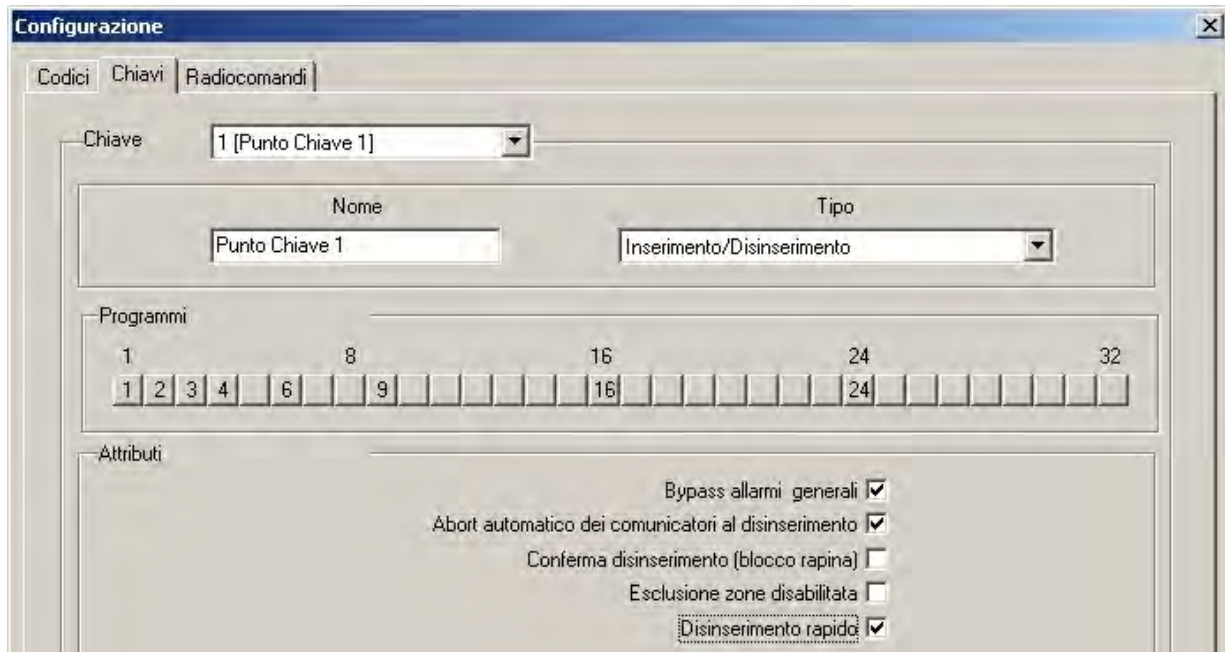 Configurazione
Codici Chiavi Radiocomandi
Chiave 1 [Punto Chiave 1]
Nome Tipo
Punto Chiave 1 Inserimento/Disinserimento
Programmi
1 8 16 24 32
1 2 3 4 6 9 16 24
Attributi
Bypass allarmi generali
Abort automatico dei comunicatori al disinserimento
Conferma disinserimento (blocco rapina)
Esclusione zone disabilitata
Disinserimento rapido